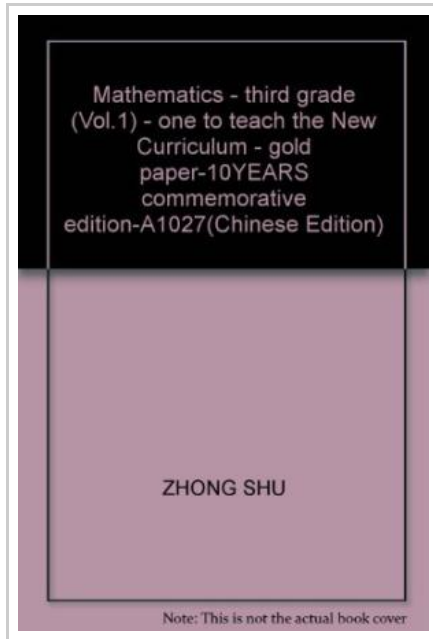 Mathematics - third grade
(Vol.1) - one to teach the New
Curriculum - gold
paper-10YEARS
commemorative
edition-A1027(Chinese Edition)
ZHONG SHU
Note: This is not the actual book cover